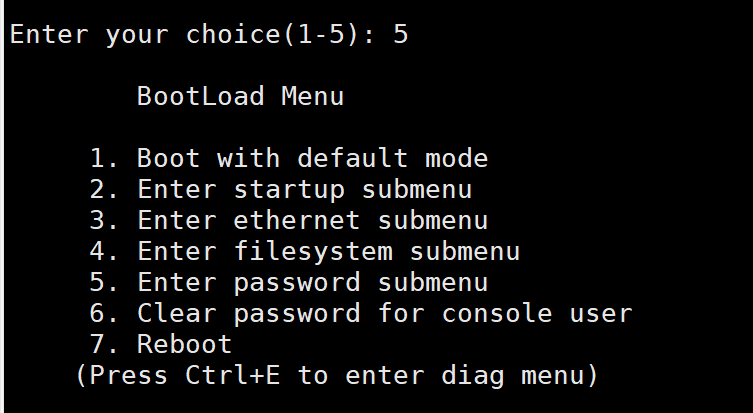 Enter your choice(1-5): 5
BootLoad Menu
1. Boot with default mode
2. Enter startup submenu
3. Enter ethernet submenu
4. Enter filesystem submenu
5. Enter password submenu
6. Clear password for console user
7. Reboot
(Press Ctrl+E to enter diag menu)